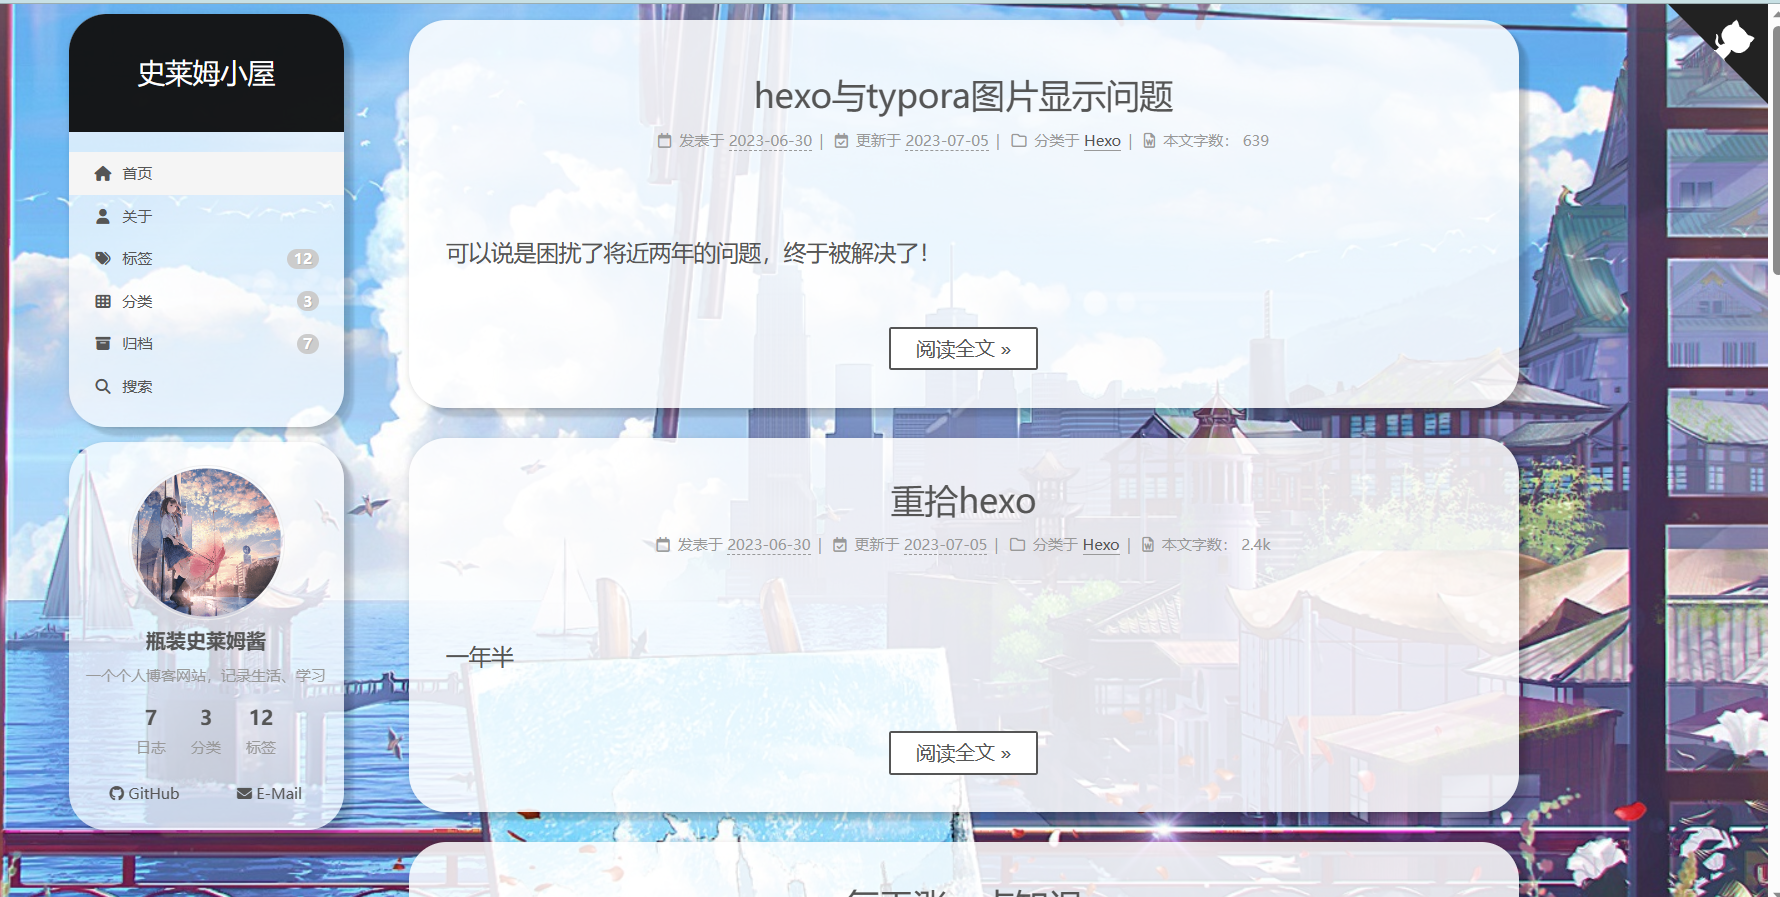 史莱姆小屋
首页
关于
标签 12
分类 3
归档 7
搜索
瓶装史莱姆酱
一个个人博客网站，记录生活、学习
7 3 12
日志 分类 标签
GitHub E-Mail
hexo与typora图片显示问题
发表于 2023-06-30 | 更新于 2023-07-05 | 分类于 Hexo | 本文字数： 639
可以说是困扰了将近两年的问题，终于被解决了！
阅读全文 »
重拾hexo
发表于 2023-06-30 | 更新于 2023-07-05 | 分类于 Hexo | 本文字数： 2.4k
一年半
阅读全文 »